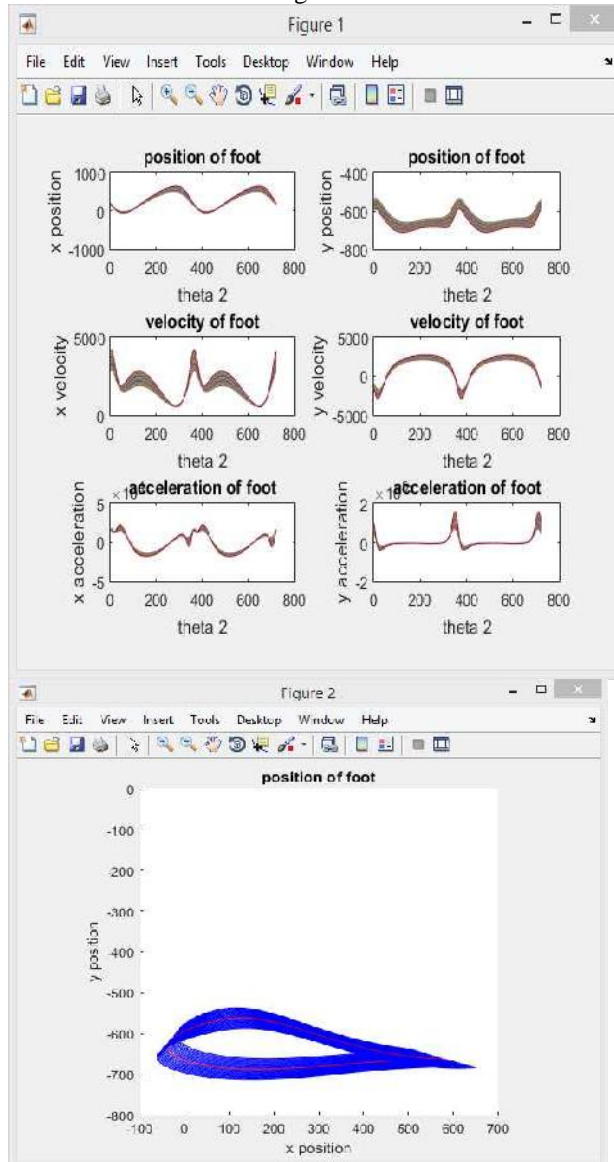 Figure 1
File Edit View Insert Tools Desktop Window Help
position of foot
position of foot
1000
0
-1000
x position
0 200 400 600 800
theta 2
-400
-600
-800
y position
0 200 400 600 800
theta 2
velocity of foot
velocity of foot
5000
0
x velocity
0 200 400 600 800
theta 2
5000
0
-5000
y velocity
0 200 400 600 800
theta 2
acceleration of foot
acceleration of foot
5
0
-5
x acceleration
0 200 400 600 800
theta 2
2
0
-2
y acceleration
0 200 400 600 800
theta 2
Figure 2
File Edit View Insert Tools Desktop Window Help
position of foot
0
-100
-200
-300
-400
-500
-600
-700
-800
y position
-100 0 100 200 300 400 500 600 700
x position